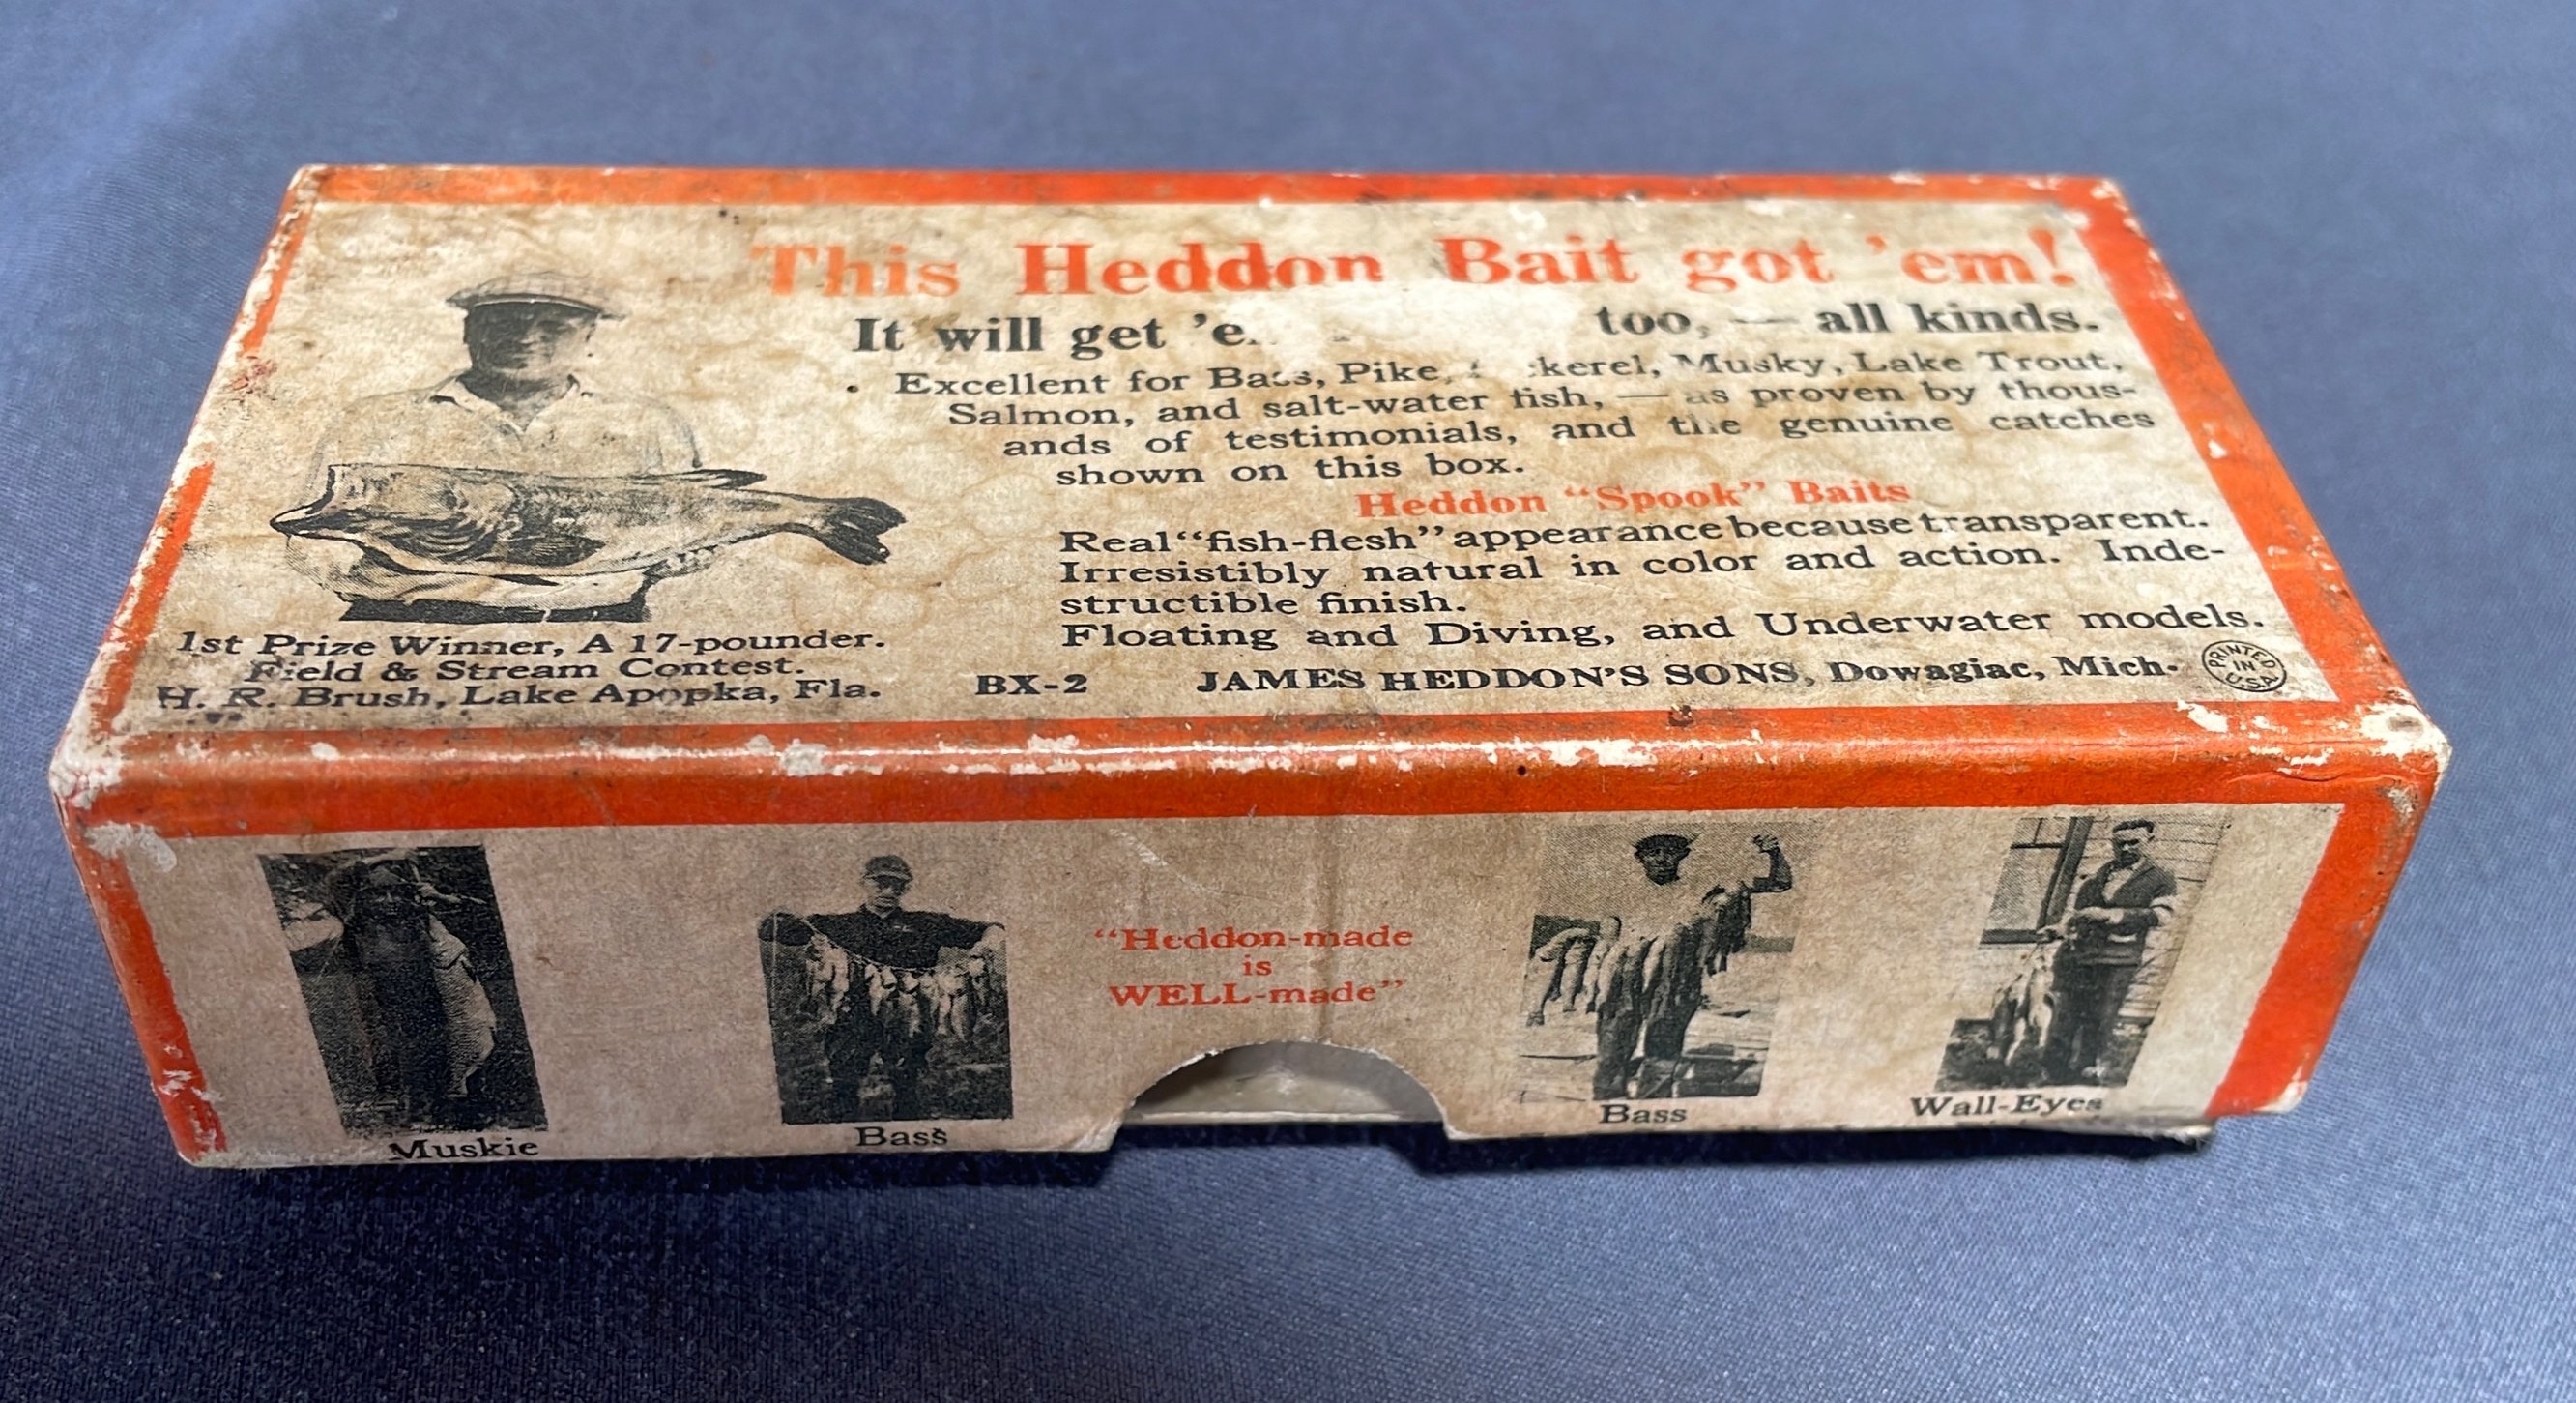 This Heddon Bait got 'em!
It will get too, — all kinds.
Excellent for Bass, Pike, Musky, Lake Trout,
Salmon, and salt-water fish, — as proven by thous-
ands of testimonials, and the genuine catches
shown on this box.
Heddon "Spook" Baits
Real "fish-flesh" appearance because transparent.
Irresistibly natural in color and action. Inde-
structible finish.
Floating and Diving, and Underwater models.
1st Prize Winner, A 17-pounder.
Field & Stream Contest.
H. R. Brush, Lake Apopka, Fla.
BX-2 JAMES HEDDON'S SONS, Dowagiac, Mich.
PRINTED
IN
U.S.A.
"Heddon-made
is
WELL-made"
Muskie
Bass
Bass
Wall-Eyes